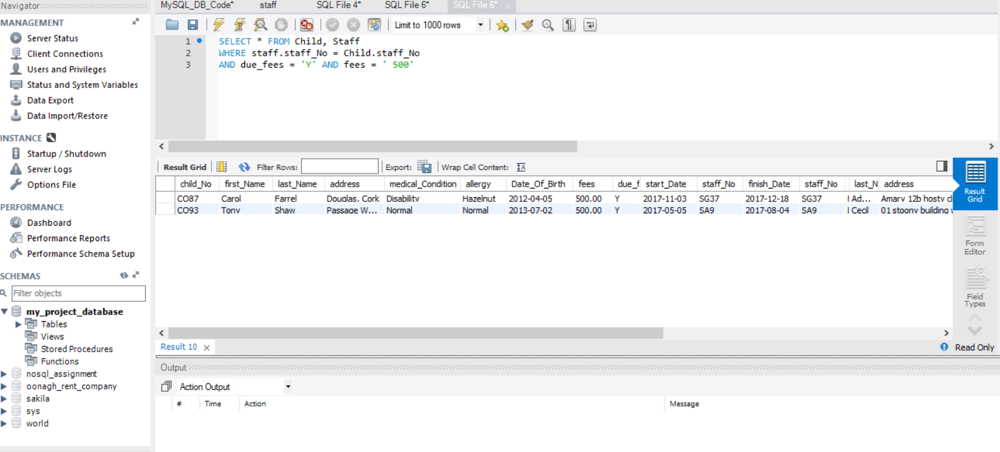 Navigator
MANAGEMENT
Server Status
Client Connections
Users and Privileges
Status and System Variables
Data Export
Data Import/Restore
INSTANCE
Startup / Shutdown
Server Logs
Options File
PERFORMANCE
Dashboard
Performance Reports
Performance Schema Setup
SCHEMAS
Filter objects
my_project_database
Tables
Views
Stored Procedures
Functions
nosql_assignment
oonagh_rent_company
sakila
sys
world
MySQL_DB_Code* staff SQL File 4* SQL File 6* SQL File 6*
Limit to 1000 rows
1 SELECT * FROM Child, Staff
2 WHERE staff.staff_No = Child.staff_No
3 AND due_fees = 'Y' AND fees = ' 500'
Result Grid Filter Rows: Export: Wrap Cell Content:
child_No first_Name last_Name address medical_Condition allergy Date_Of_Birth fees due_f start_Date staff_No finish_Date staff_No last_N address
CO87 Carol Farrel Douglas, Cork Disability Hazelnut 2012-04-05 500.00 Y 2017-11-03 SG37 2017-12-18 SG37 Ad... Amary 12b hosty cl
CO93 Tony Shaw Passage W... Normal Normal 2013-07-02 500.00 Y 2017-05-05 SA9 2017-08-04 SA9 Cecil 01 stoony building
Result
Grid
Form
Editor
Field
Types
Result 10
Read Only
Output
Action Output
# Time Action Message